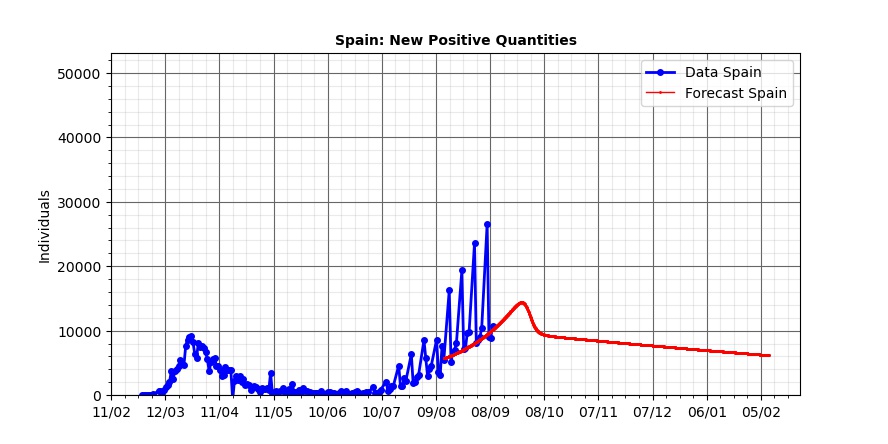 Spain: New Positive Quantities
Data Spain
Forecast Spain
Individuals
50000
40000
30000
20000
10000
0
11/02 12/03 11/04 11/05 10/06 10/07 09/08 08/09 08/10 07/11 07/12 06/01 05/02